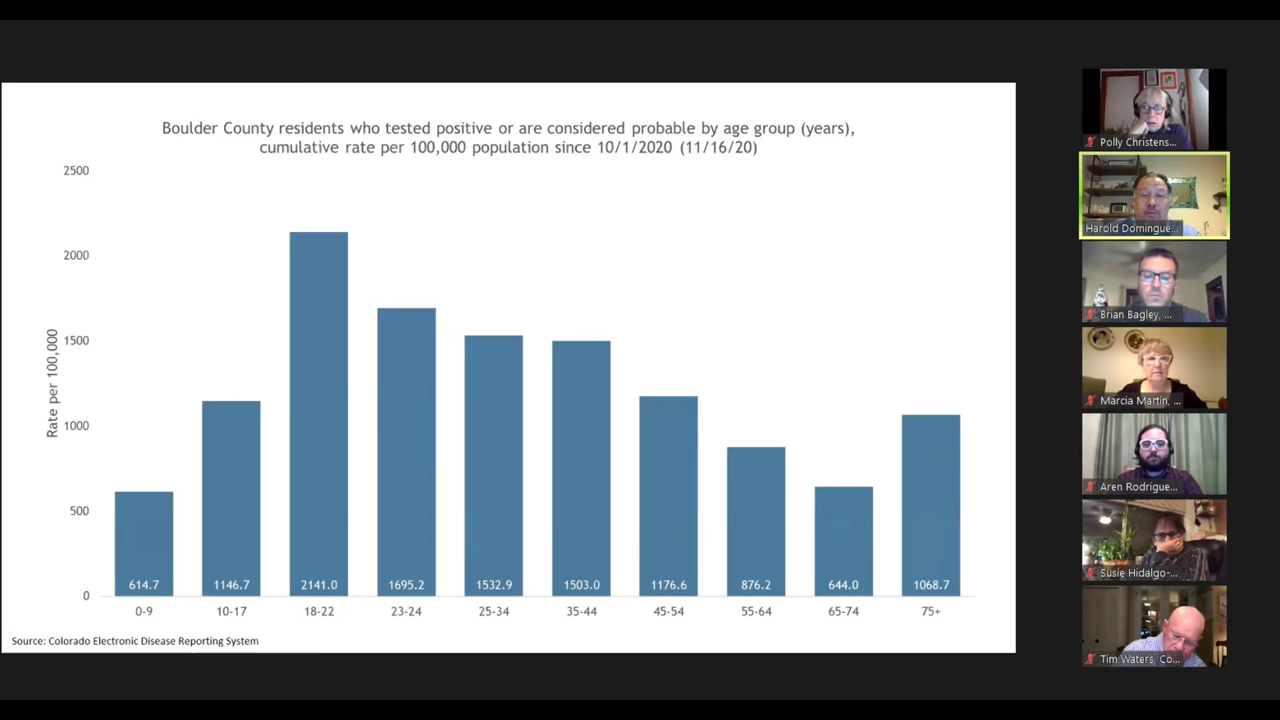 Boulder County residents who tested positive or are considered probable by age group (years),
cumulative rate per 100,000 population since 10/1/2020 (11/16/20)
2500
2000
1500
1000
500
0
Rate per 100,000
614.7 1146.7 2141.0 1695.2 1532.9 1503.0 1176.6 876.2 644.0 1068.7
0-9 10-17 18-22 23-24 25-34 35-44 45-54 55-64 65-74 75+
Source: Colorado Electronic Disease Reporting System
Polly Christens...
Harold Domingue...
Brian Bagley, ...
Marcia Martin, ...
Aren Rodrigue...
Susie Hidalgo-...
Tim Waters, Co...